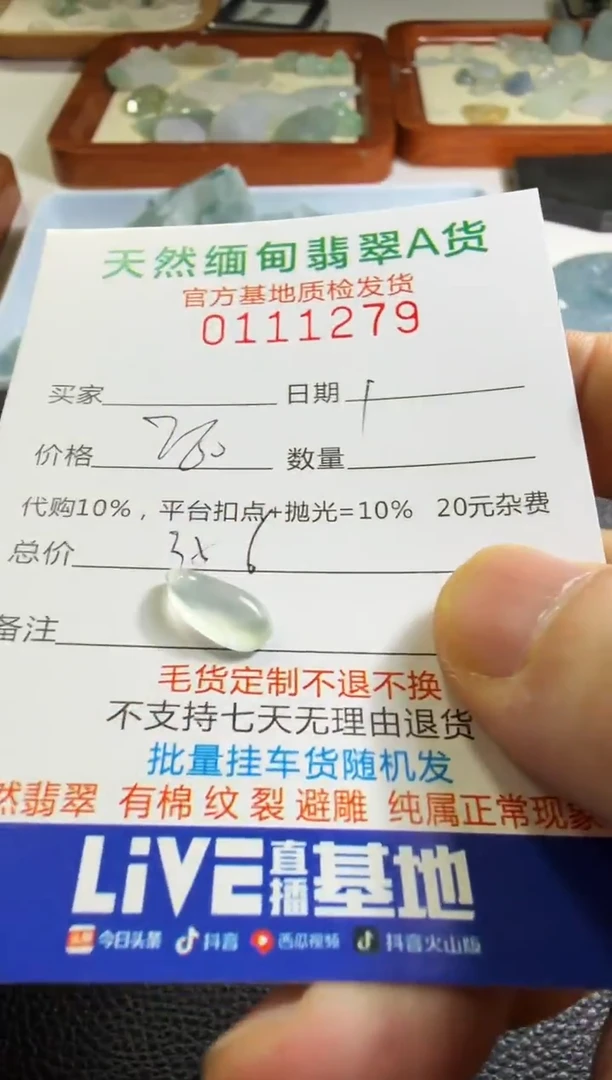 天然缅甸翡翠A货
官方基地质检发货
0111279
买家 日期
价格 数量
代购10%，平台扣点+抛光=10% 20元杂费
总价
备注
毛货定制不退不换
不支持七天无理由退货
批量挂车货随机发
然翡翠 有棉 纹 裂 避雕 纯属正常现象
LiVE直播基地
头条 今日头条 抖音 西瓜视频 抖音火山版